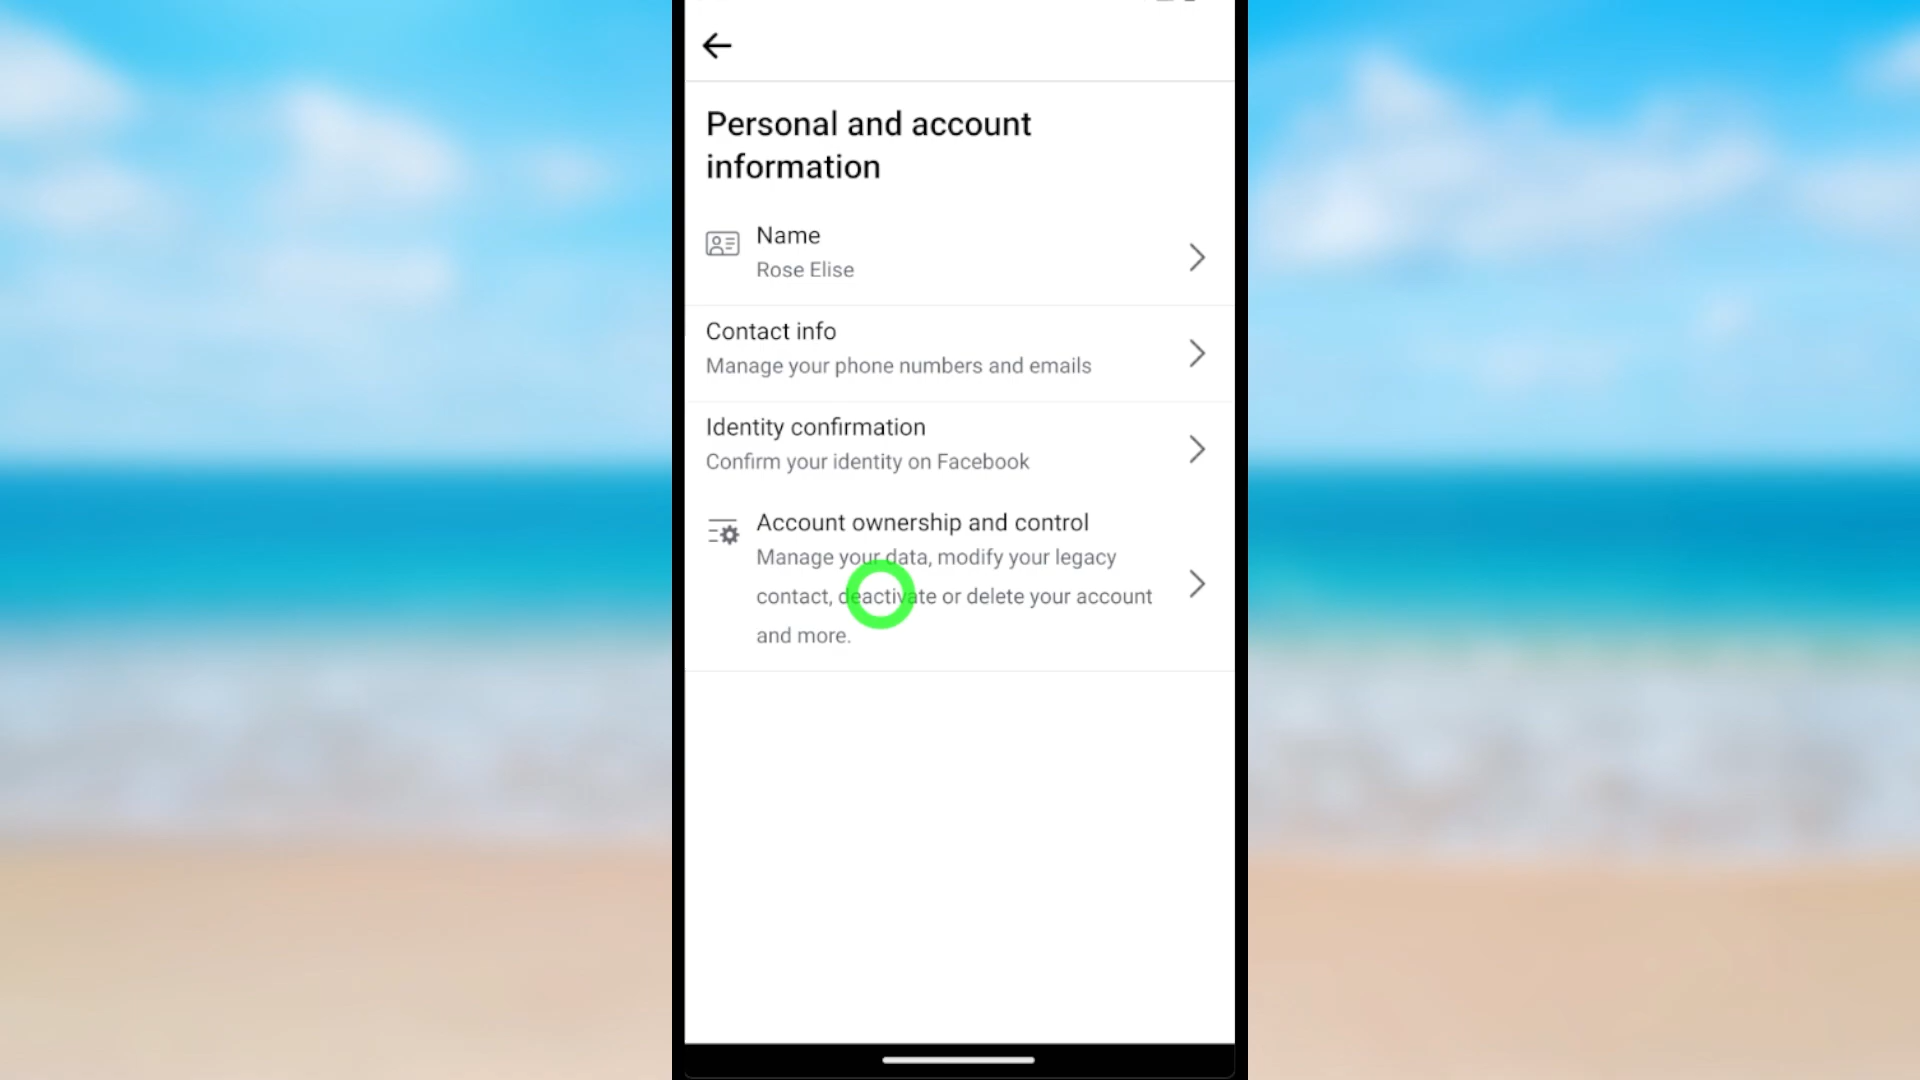 Personal and account
information
Name
Rose Elise
Contact info
Manage your phone numbers and emails
Identity confirmation
Confirm your identity on Facebook
Account ownership and control
Manage your data, modify your legacy
contact, deactivate or delete your account
and more.